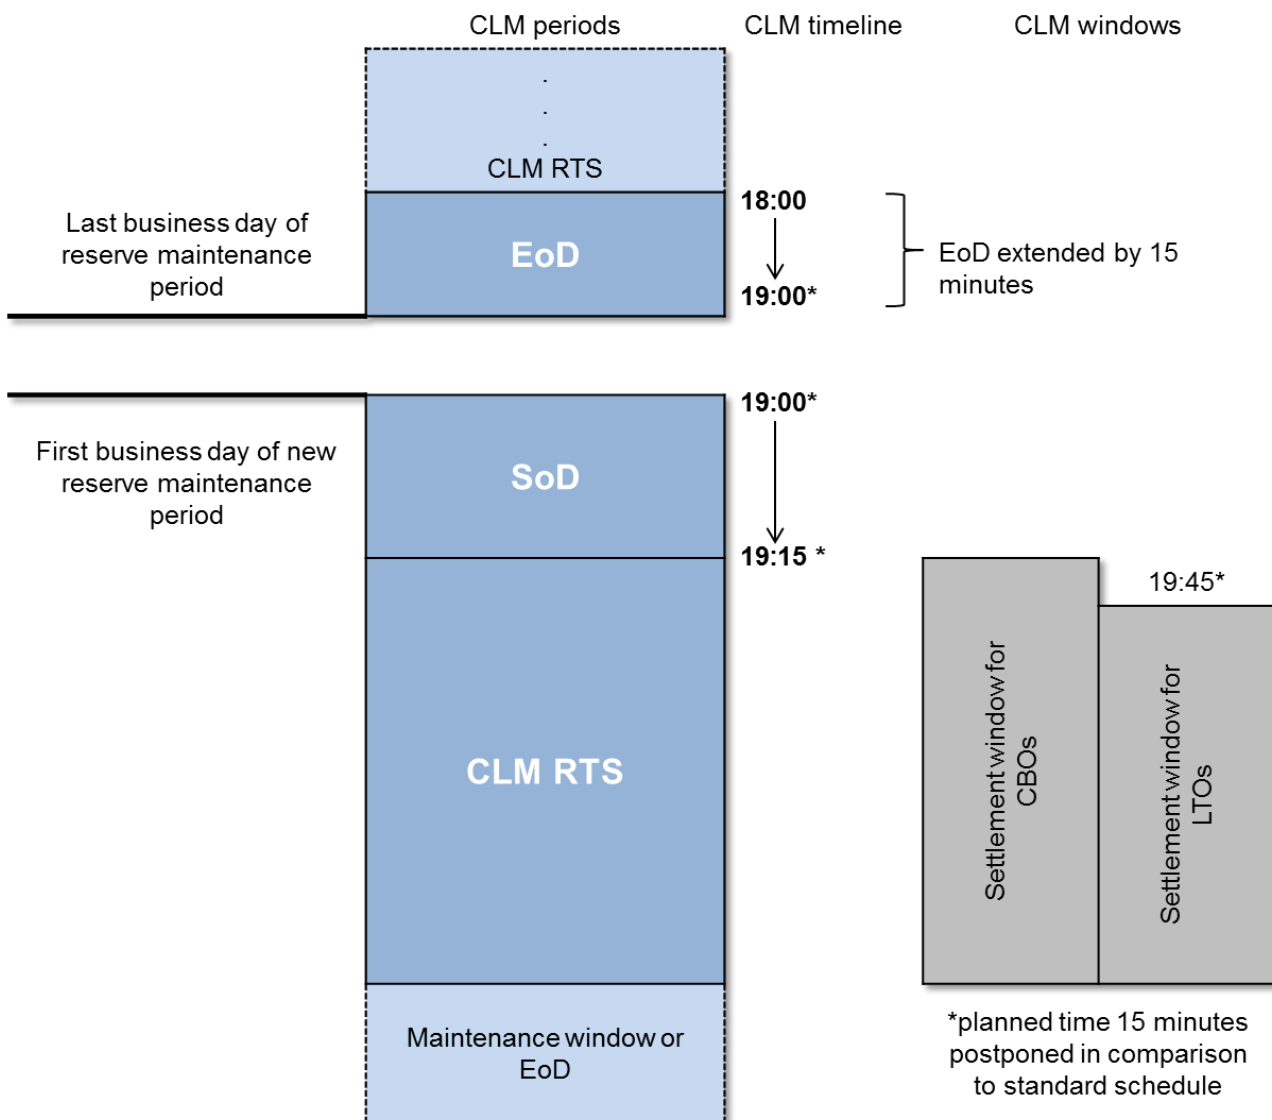 CLM periods
CLM timeline
CLM windows
.
.
.
CLM RTS
Last business day of
reserve maintenance
period
EoD
18:00
19:00*
EoD extended by 15
minutes
19:00*
First business day of new
reserve maintenance
period
SoD
19:15 *
19:45*
CLM RTS
Settlement window for
CBOs
Settlement window for
LTOs
Maintenance window or
EoD
*planned time 15 minutes
postponed in comparison
to standard schedule